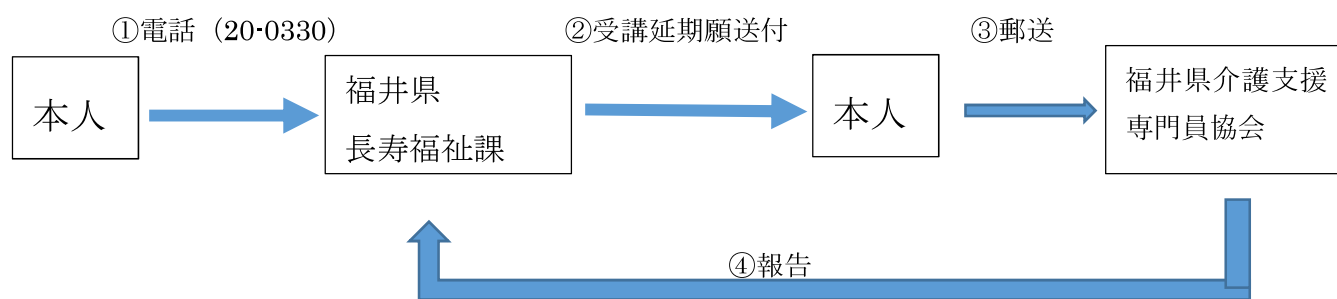 ①電話（20-0330）
②受講延期願送付
③郵送
本人
福井県
長寿福祉課
本人
福井県介護支援
専門員協会
④報告